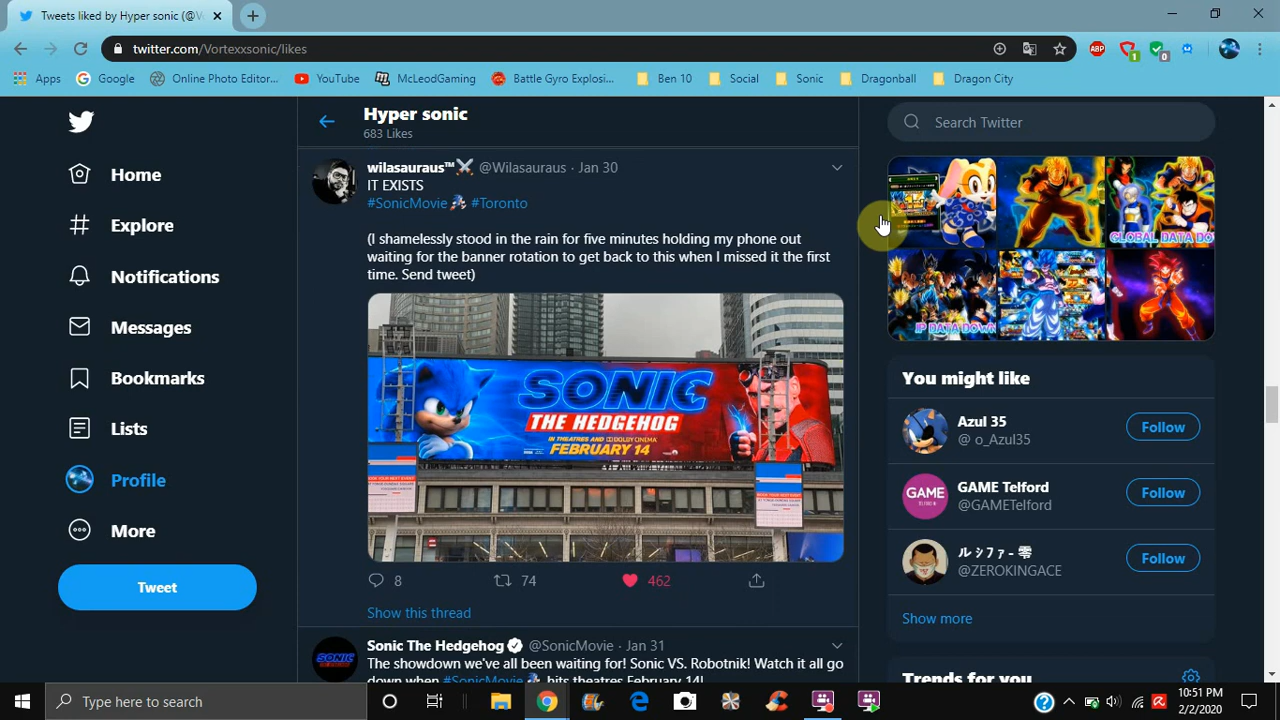 Tweets liked by Hyper sonic (@V
twitter.com/Vortexxsonic/likes
ABP
1
0
Apps
Google
Online Photo Editor...
YouTube
McLeodGaming
Battle Gyro Explosi...
Ben 10
Social
Sonic
Dragonball
Dragon City
Home
Explore
Notifications
Messages
Bookmarks
Lists
Profile
More
Tweet
Hyper sonic
683 Likes
wilasauraus™⚔ @Wilasauraus · Jan 30
IT EXISTS
#SonicMovie #Toronto
(I shamelessly stood in the rain for five minutes holding my phone out
waiting for the banner rotation to get back to this when I missed it the first
time. Send tweet)
SONIC
THE HEDGEHOG
IN THEATRES AND DOLBY CINEMA
FEBRUARY 14
8
74
462
Show this thread
Sonic The Hedgehog @SonicMovie · Jan 31
The showdown we've all been waiting for! Sonic VS. Robotnik! Watch it all go
down when #SonicMovie hits theatres February 14!
Search Twitter
GLOBAL DATA DO
JP DATA DOWN
You might like
Azul 35
@o_Azul35
Follow
GAME
GAME Telford
@GAMETelford
Follow
ルシファ - 零
@ZEROKINGACE
Follow
Show more
Trends for you
Type here to search
10:51 PM
2/2/2020